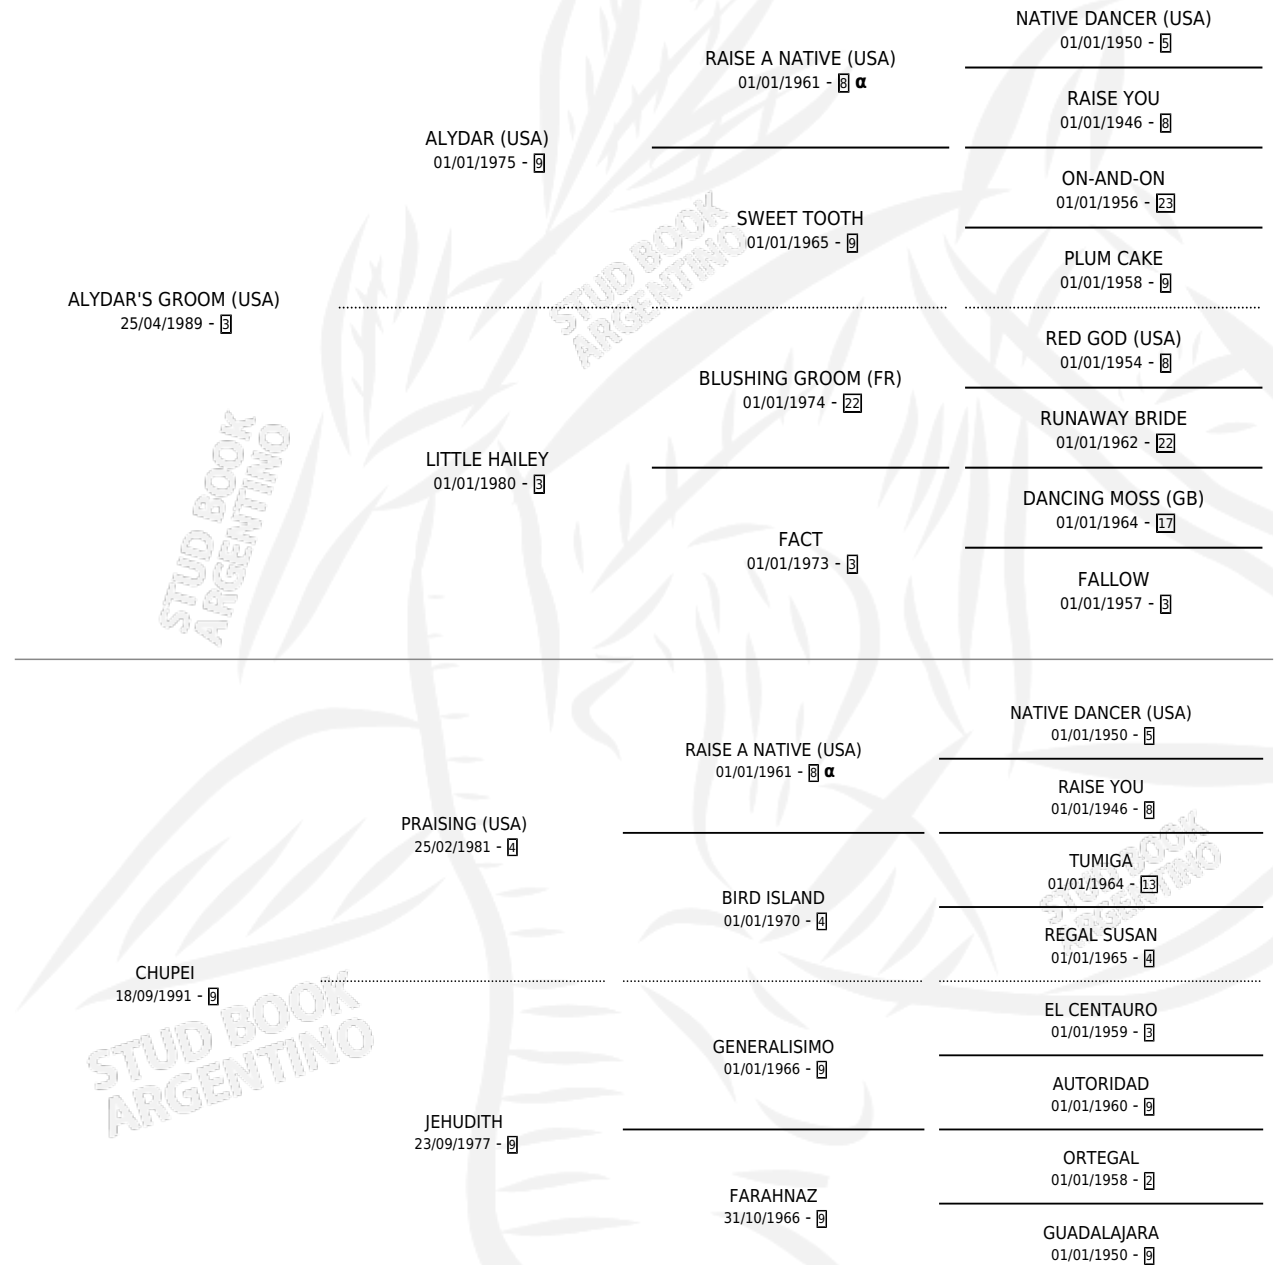 NATIVE DANCER (USA)
01/01/1950 - 5
RAISE A NATIVE (USA)
01/01/1961 - 8 α
RAISE YOU
01/01/1946 - 8
ALYDAR (USA)
01/01/1975 - 9
ON-AND-ON
01/01/1956 - 23
SWEET TOOTH
01/01/1965 - 9
PLUM CAKE
01/01/1958 - 9
STUD BOOK
ARGENTINO
ALYDAR'S GROOM (USA)
25/04/1989 - 3
RED GOD (USA)
01/01/1954 - 8
BLUSHING GROOM (FR)
01/01/1974 - 22
RUNAWAY BRIDE
01/01/1962 - 22
LITTLE HAILEY
01/01/1980 - 3
DANCING MOSS (GB)
01/01/1964 - 17
FACT
01/01/1973 - 3
FALLOW
01/01/1957 - 3
STUD BOOK
ARGENTINO
NATIVE DANCER (USA)
01/01/1950 - 5
RAISE A NATIVE (USA)
01/01/1961 - 8 α
RAISE YOU
01/01/1946 - 8
PRAISING (USA)
25/02/1981 - 4
TUMIGA
01/01/1964 - 13
BIRD ISLAND
01/01/1970 - 4
REGAL SUSAN
01/01/1965 - 4
STUD BOOK
ARGENTINO
CHUPEI
18/09/1991 - 9
EL CENTAURO
01/01/1959 - 3
GENERALISIMO
01/01/1966 - 9
AUTORIDAD
01/01/1960 - 9
STUD BOOK
ARGENTINO
JEHUDITH
23/09/1977 - 9
ORTEGAL
01/01/1958 - 2
FARAHNAZ
31/10/1966 - 9
GUADALAJARA
01/01/1950 - 9